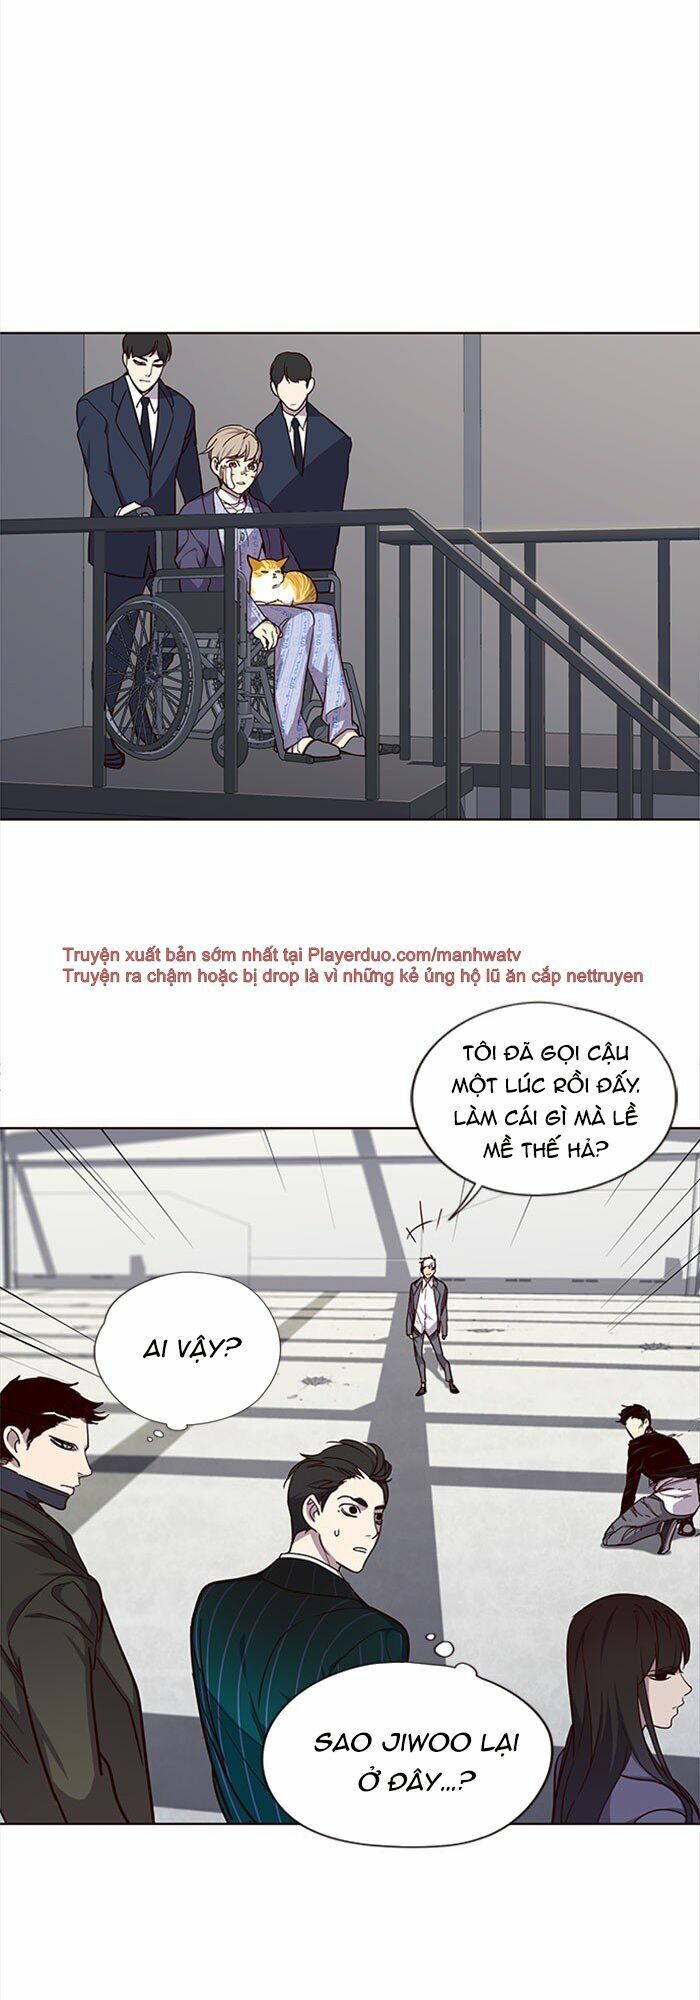 Truyện xuất bản sớm nhất tại Playerduo.com/manhwatv
Truyện ra chậm hoặc bị drop là vì những kẻ ủng hộ lũ ăn cắp nettruyen
TÔI ĐÃ GỌI CẬU
MỘT LÚC RỒI ĐẤY.
LÀM CÁI GÌ MÀ LỀ
MỀ THẾ HẢ?
AI VẬY?
SAO JIWOO LẠI
Ở ĐÂY...?